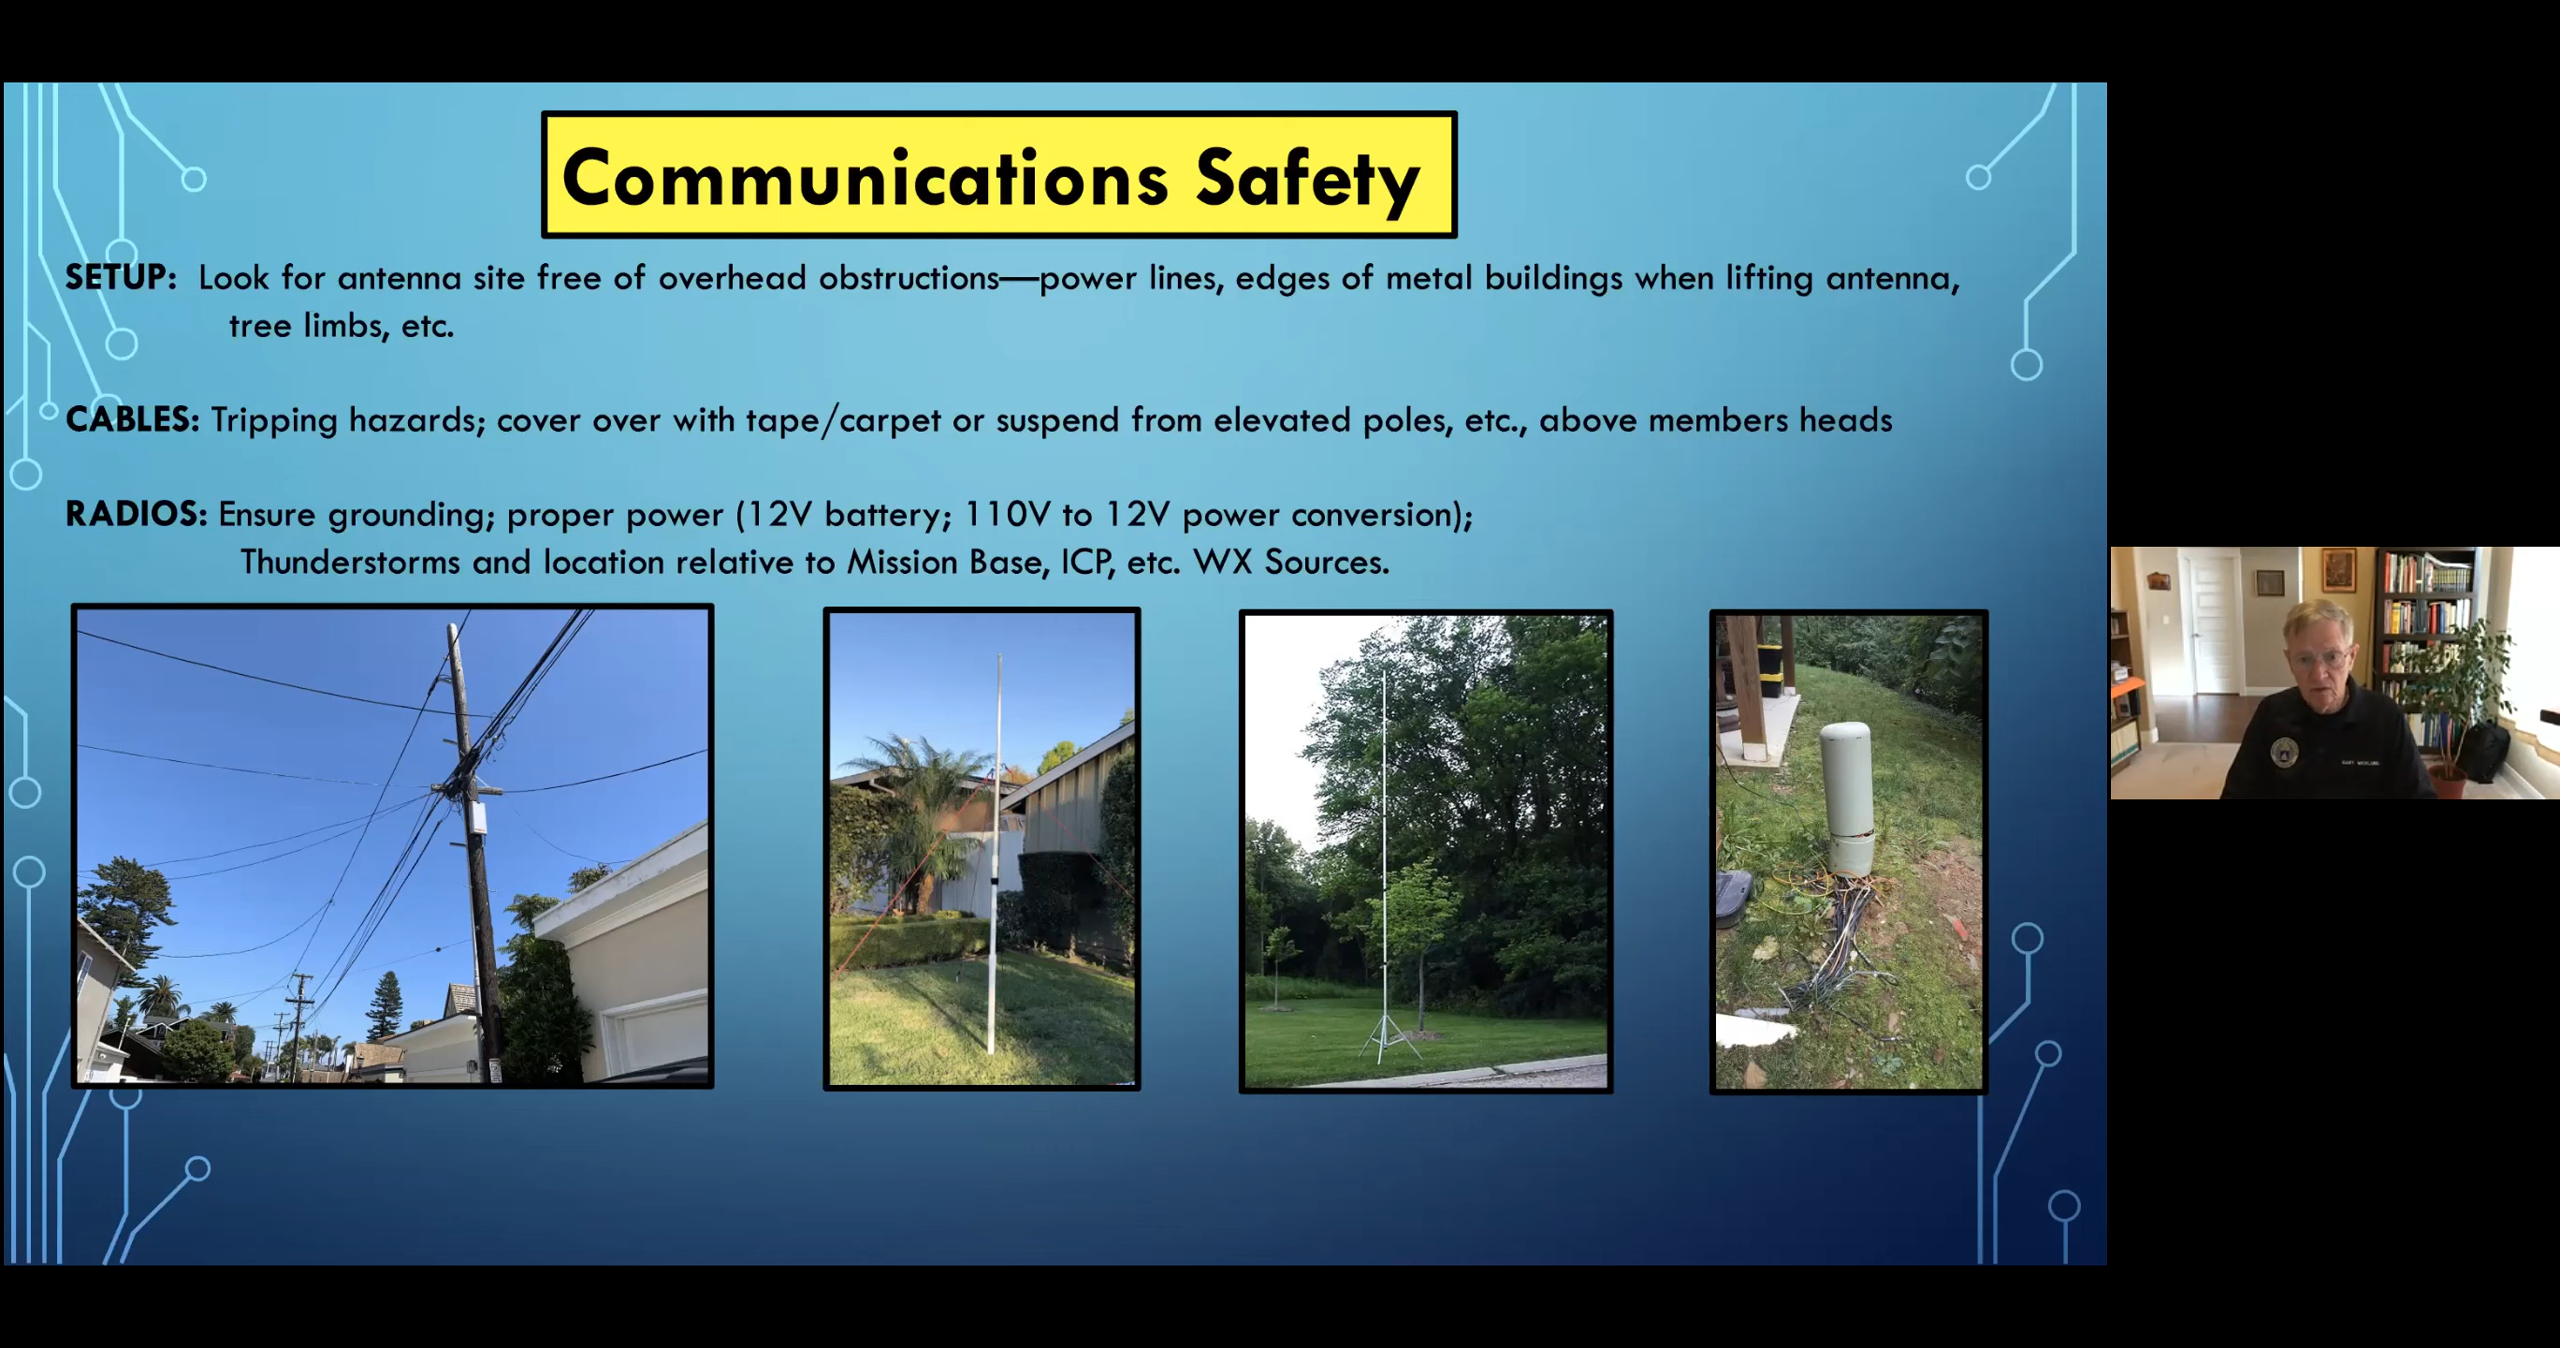 Communications Safety
SETUP: Look for antenna site free of overhead obstructions—power lines, edges of metal buildings when lifting antenna,
tree limbs, etc.
CABLES: Tripping hazards; cover over with tape/carpet or suspend from elevated poles, etc., above members heads
RADIOS: Ensure grounding; proper power (12V battery; 110V to 12V power conversion);
Thunderstorms and location relative to Mission Base, ICP, etc. WX Sources.